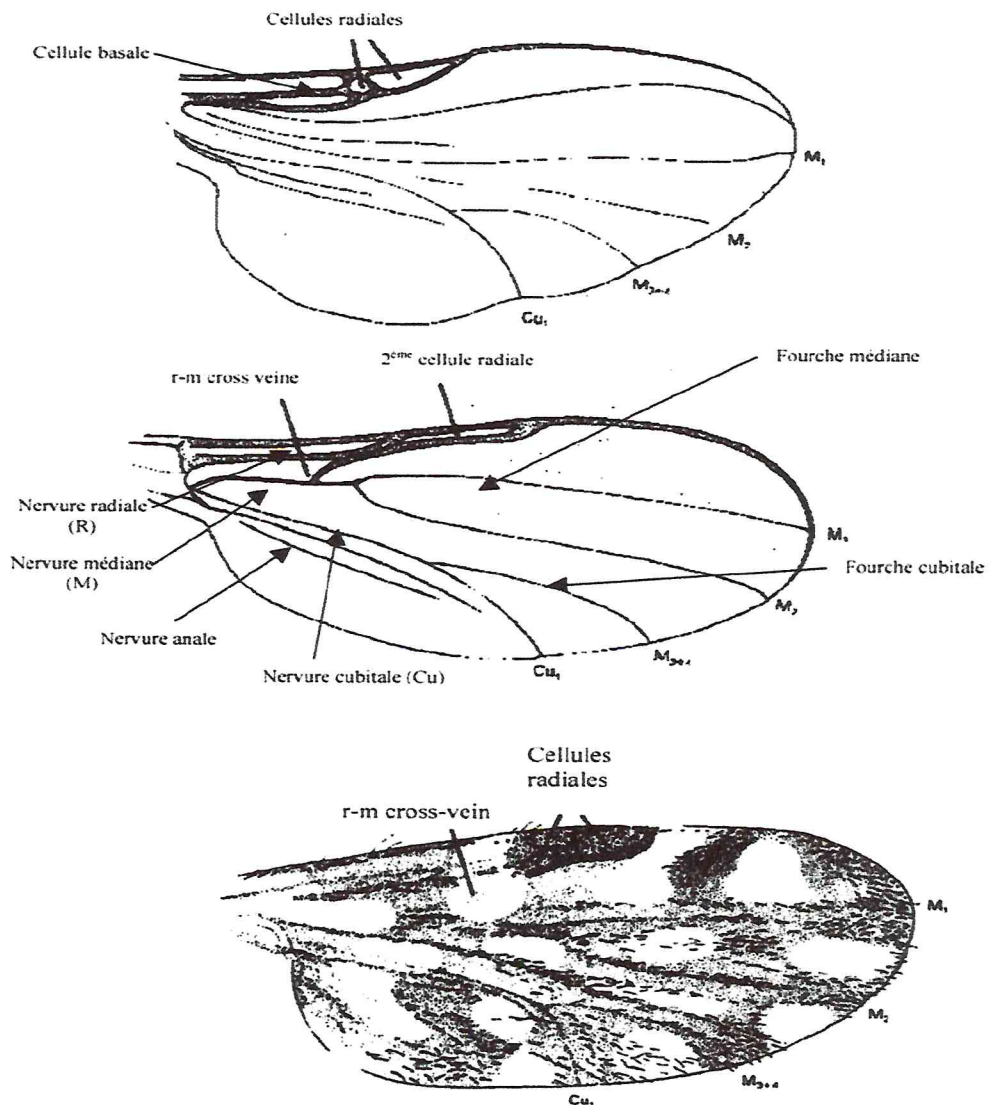 Cellules radiales
Cellule basale
M₁
M₂
M₃₊₄
Cu₁
2ème cellule radiale
Fourche médiane
r-m cross veine
Nervure radiale
(R)
M₁
Nervure médiane
(M)
Fourche cubitale
M₂
Nervure anale
M₃₊₄
Cu₁
Nervure cubitale (Cu)
Cellules
radiales
r-m cross-vein
M₁
M₂
M₃₊₄
Cu₁